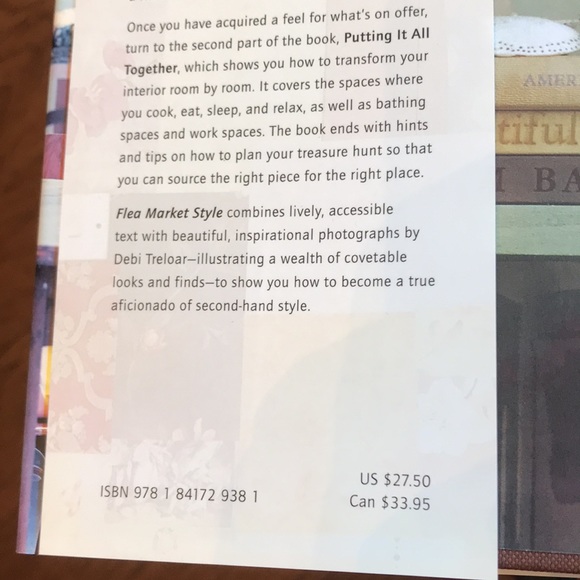 Once you have acquired a feel for what's on offer,
turn to the second part of the book, Putting It All
Together, which shows you how to transform your
interior room by room. It covers the spaces where
you cook, eat, sleep, and relax, as well as bathing
spaces and work spaces. The book ends with hints
and tips on how to plan your treasure hunt so that
you can source the right piece for the right place.
Flea Market Style combines lively, accessible
text with beautiful, inspirational photographs by
Debi Treloar—illustrating a wealth of covetable
looks and finds—to show you how to become a true
aficionado of second-hand style.
ISBN 978 1 84172 938 1
US $27.50
Can $33.95
AMER
tiful
BA